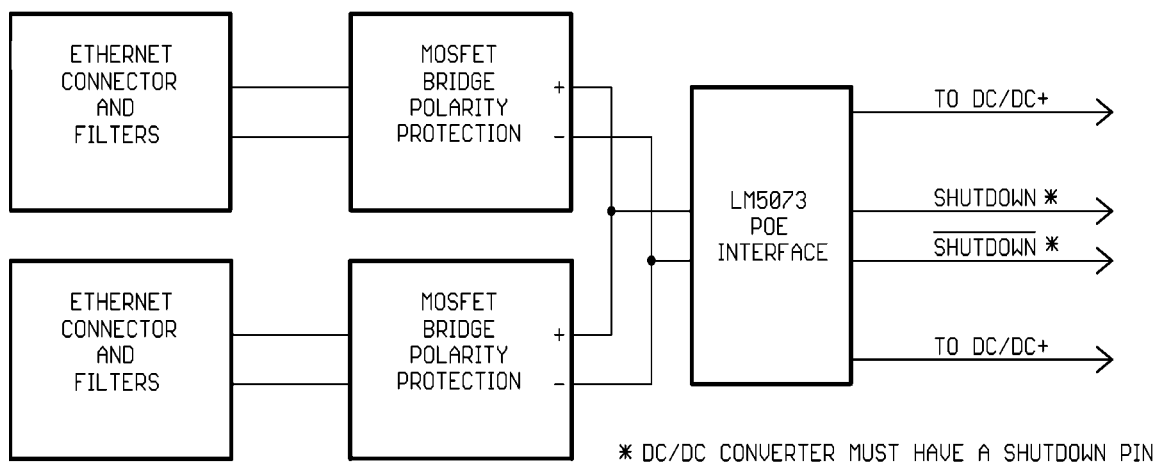 ETHERNET
CONNECTOR
AND
FILTERS
MOSFET
BRIDGE
POLARITY
PROTECTION
+
-
LM5073
POE
INTERFACE
TO DC/DC+
SHUTDOWN *
SHUTDOWN *
TO DC/DC+
ETHERNET
CONNECTOR
AND
FILTERS
MOSFET
BRIDGE
POLARITY
PROTECTION
+
-
* DC/DC CONVERTER MUST HAVE A SHUTDOWN PIN